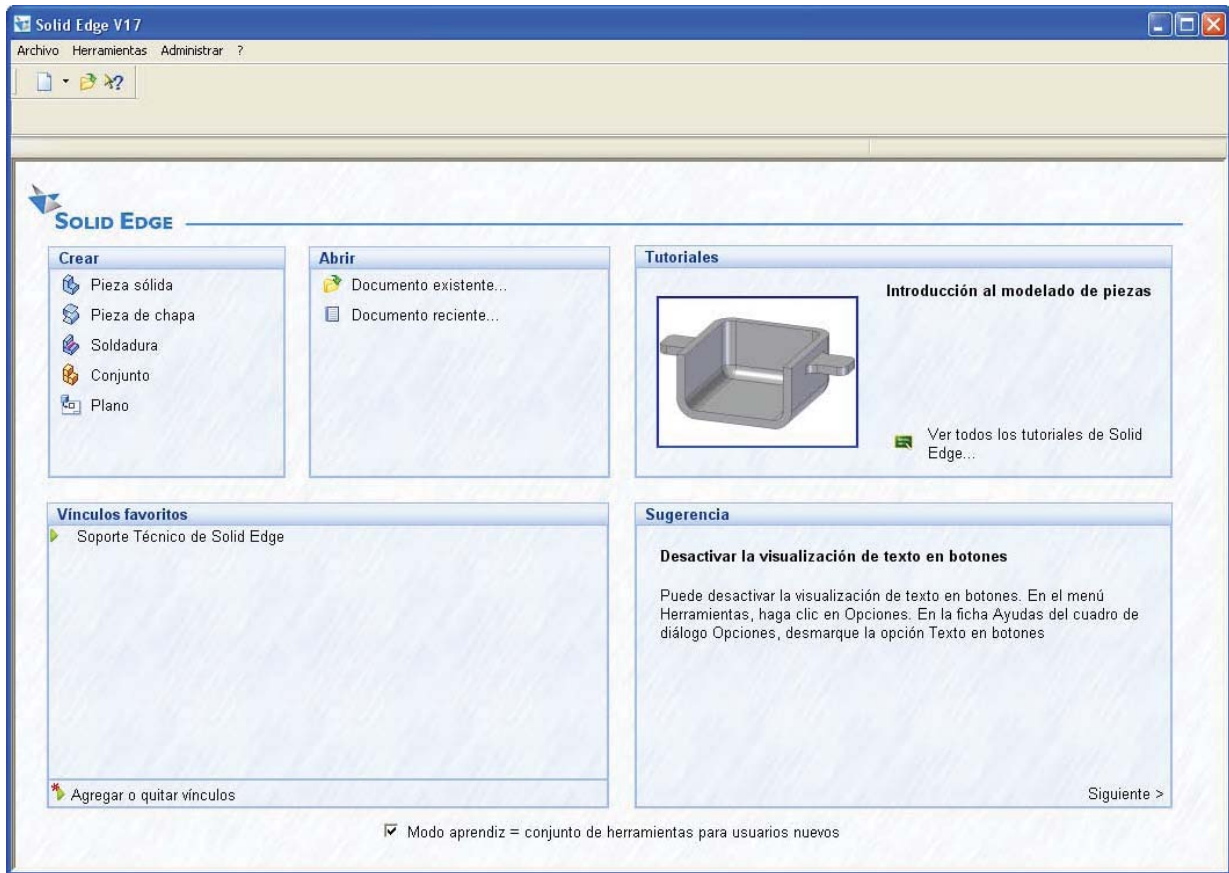 Solid Edge V17
Archivo Herramientas Administrar ?
SOLID EDGE
Crear
Pieza sólida
Pieza de chapa
Soldadura
Conjunto
Plano
Abrir
Documento existente...
Documento reciente...
Tutoriales
Introducción al modelado de piezas
Ver todos los tutoriales de Solid
Edge...
Vínculos favoritos
Soporte Técnico de Solid Edge
Agregar o quitar vínculos
Sugerencia
Desactivar la visualización de texto en botones
Puede desactivar la visualización de texto en botones. En el menú
Herramientas, haga clic en Opciones. En la ficha Ayudas del cuadro de
diálogo Opciones, desmarque la opción Texto en botones
Siguiente >
Modo aprendiz = conjunto de herramientas para usuarios nuevos